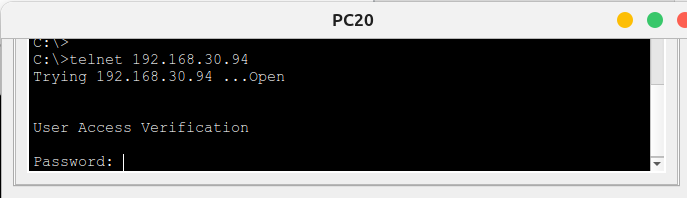 PC20
C:\>
C:\>telnet 192.168.30.94
Trying 192.168.30.94 ...Open
User Access Verification
Password: